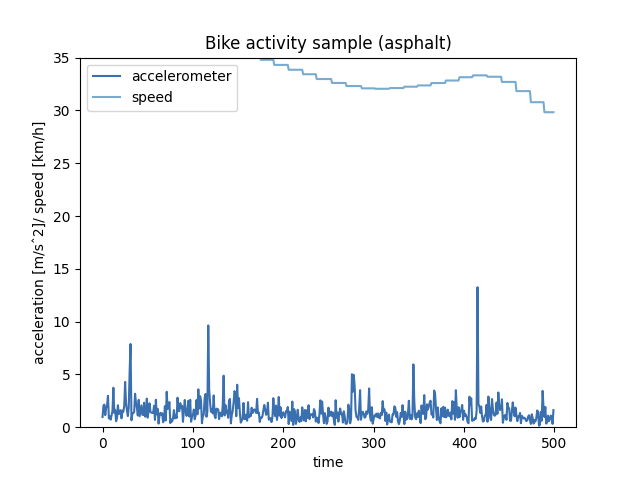 Bike activity sample (asphalt)
accelerometer
speed
acceleration [m/sˆ2]/ speed [km/h]
35
30
25
20
15
10
5
0
0 100 200 300 400 500
time